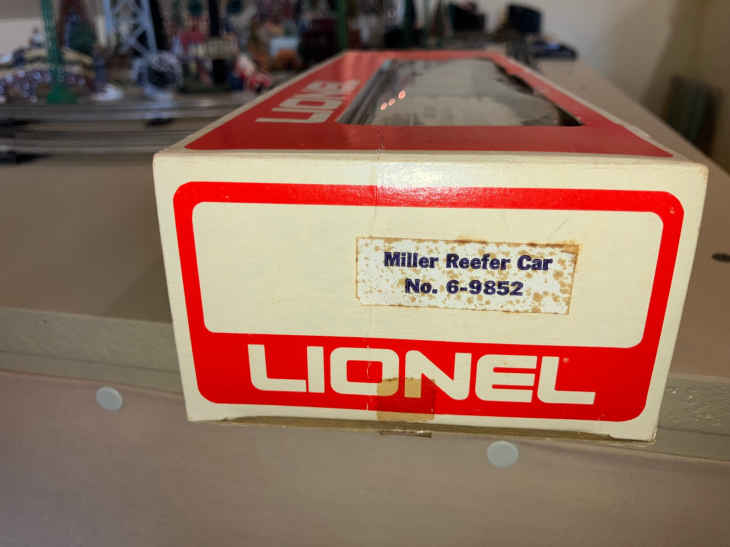 LIONEL
Miller Reefer Car
No. 6-9852
LIONEL